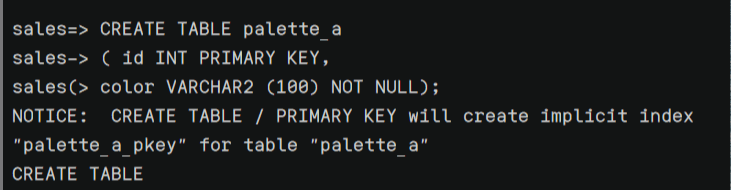 sales=> CREATE TABLE palette_a
sales-> ( id INT PRIMARY KEY,
sales(> color VARCHAR2 (100) NOT NULL);
NOTICE:  CREATE TABLE / PRIMARY KEY will create implicit index
"palette_a_pkey" for table "palette_a"
CREATE TABLE